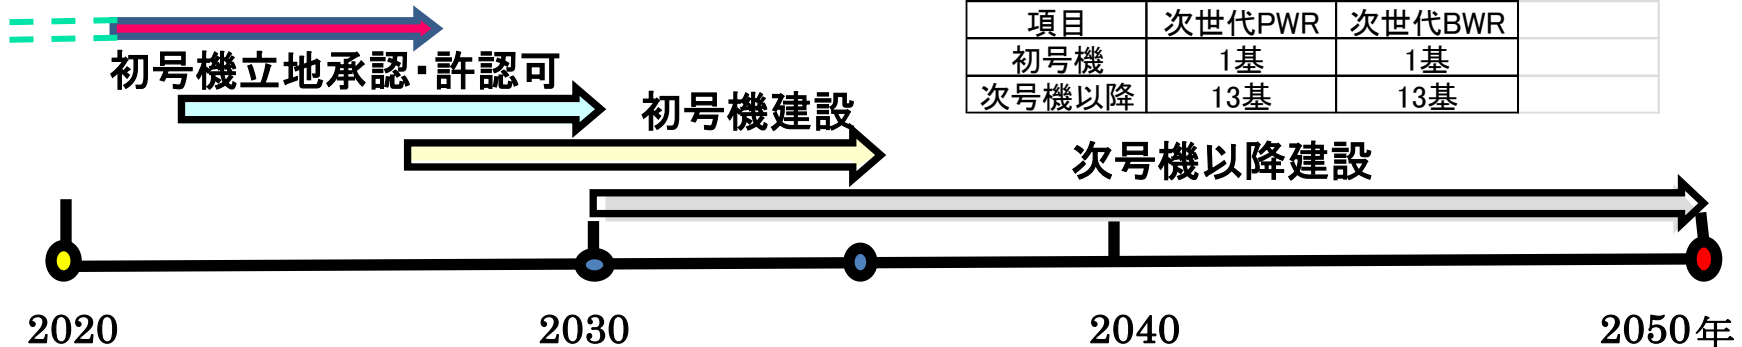 項目 次世代PWR 次世代BWR
初号機 1基 1基
次号機以降 13基 13基
初号機立地承認・許認可
初号機建設
次号機以降建設
2020 2030 2040 2050年